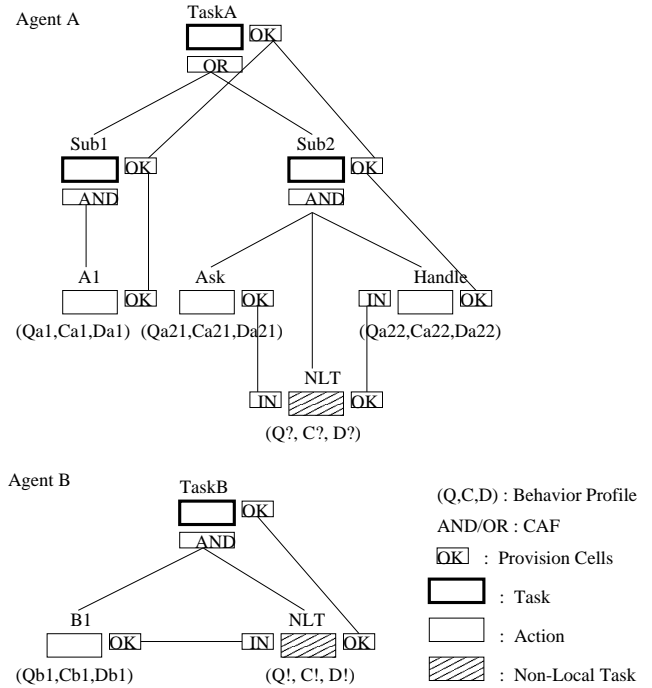 Agent A
TaskA
OK
OR
Sub1
OK
AND
Sub2
OK
AND
A1
OK
(Qa1,Ca1,Da1)
Ask
OK
(Qa21,Ca21,Da21)
Handle
IN
OK
(Qa22,Ca22,Da22)
NLT
IN
OK
(Q?, C?, D?)
Agent B
TaskB
OK
AND
B1
OK
(Qb1,Cb1,Db1)
NLT
IN
OK
(Q!, C!, D!)
(Q,C,D) : Behavior Profile
AND/OR : CAF
OK : Provision Cells
: Task
: Action
: Non-Local Task